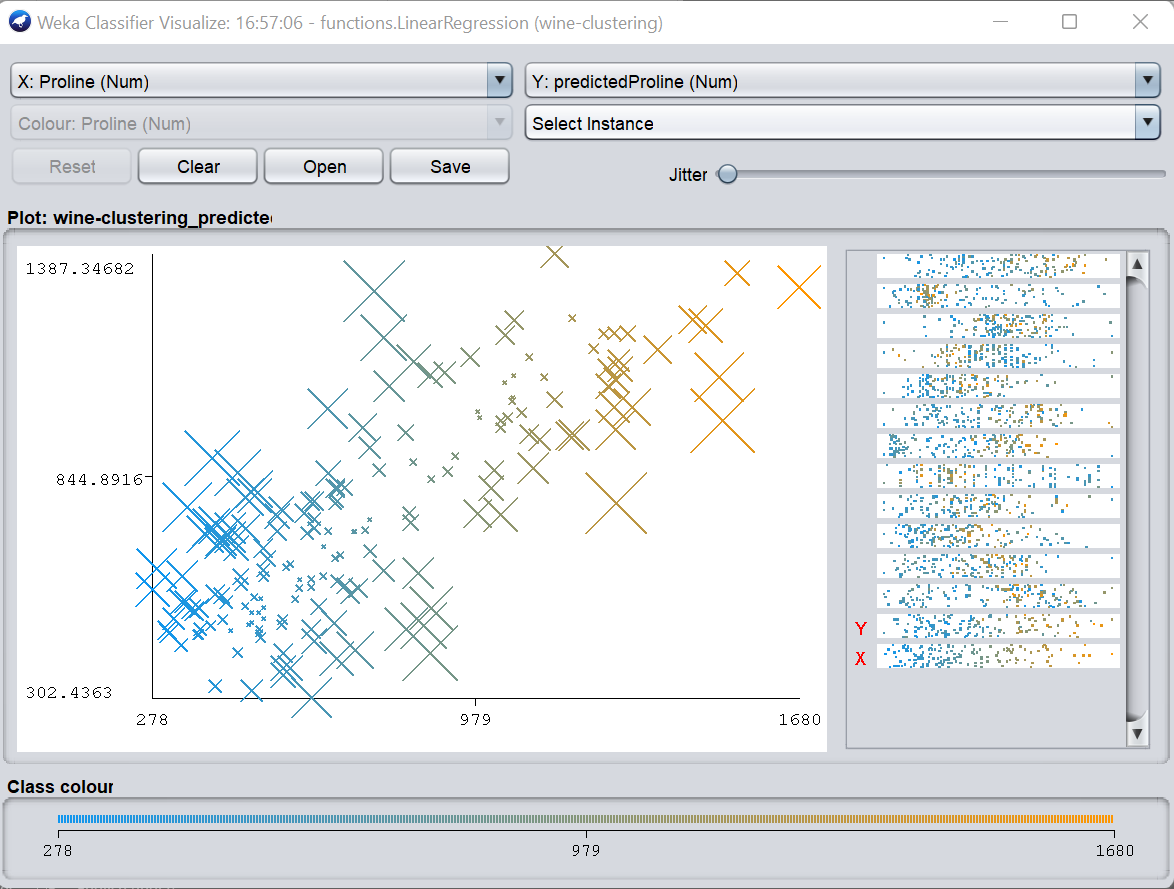 Weka Classifier Visualize: 16:57:06 - functions.LinearRegression (wine-clustering)
X: Proline (Num)
Y: predictedProline (Num)
Colour: Proline (Num)
Select Instance
Reset
Clear
Open
Save
Jitter
Plot: wine-clustering_predicte
1387.34682
844.8916
302.4363
278
979
1680
Y
X
Class colour
278
979
1680